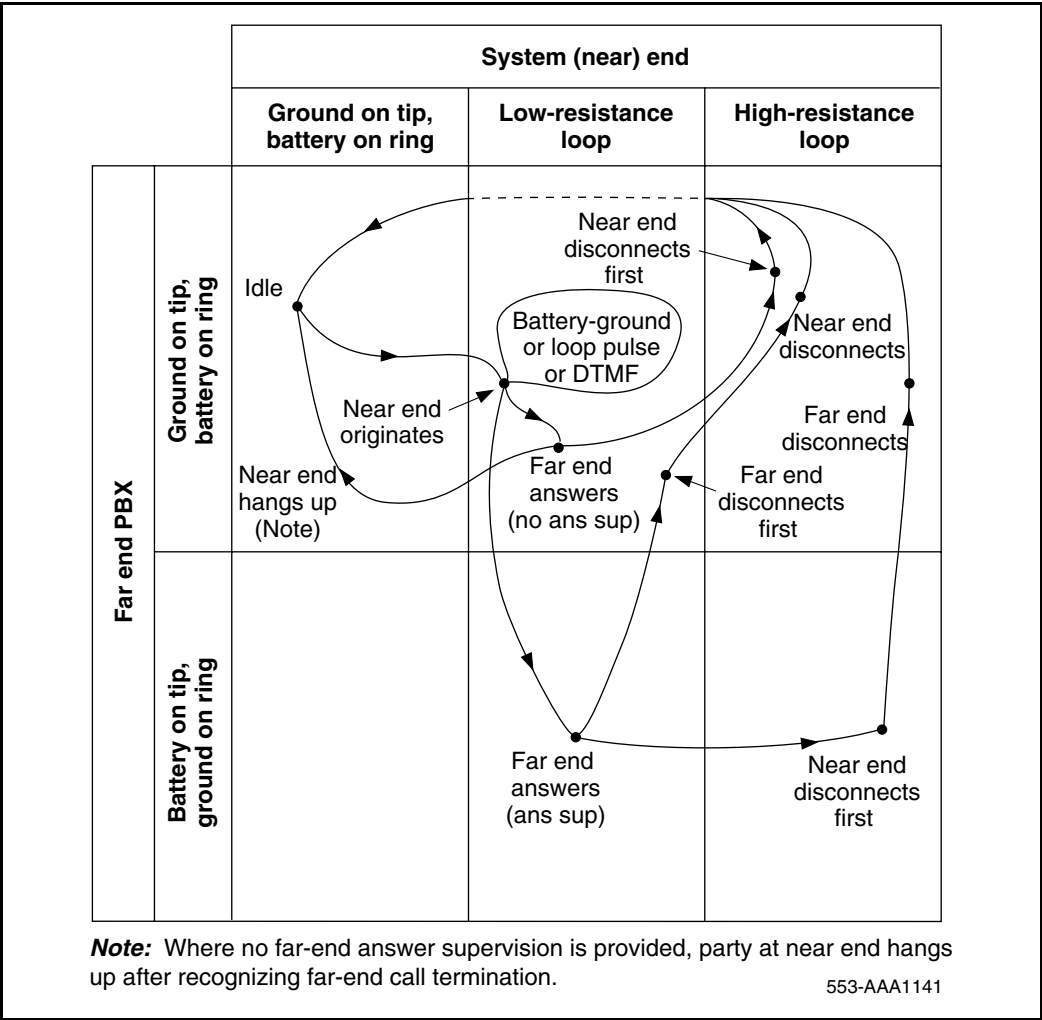 System (near) end
Ground on tip,
battery on ring
Low-resistance
loop
High-resistance
loop
Far end PBX
Ground on tip,
battery on ring
Battery on tip,
ground on ring
Near end
disconnects
first
Idle
Battery-ground
or loop pulse
or DTMF
Near end
disconnects
Near end
originates
Far end
disconnects
Near end
hangs up
(Note)
Far end
answers
(no ans sup)
Far end
disconnects
first
Far end
answers
(ans sup)
Near end
disconnects
first
Note: Where no far-end answer supervision is provided, party at near end hangs
up after recognizing far-end call termination.
553-AAA1141